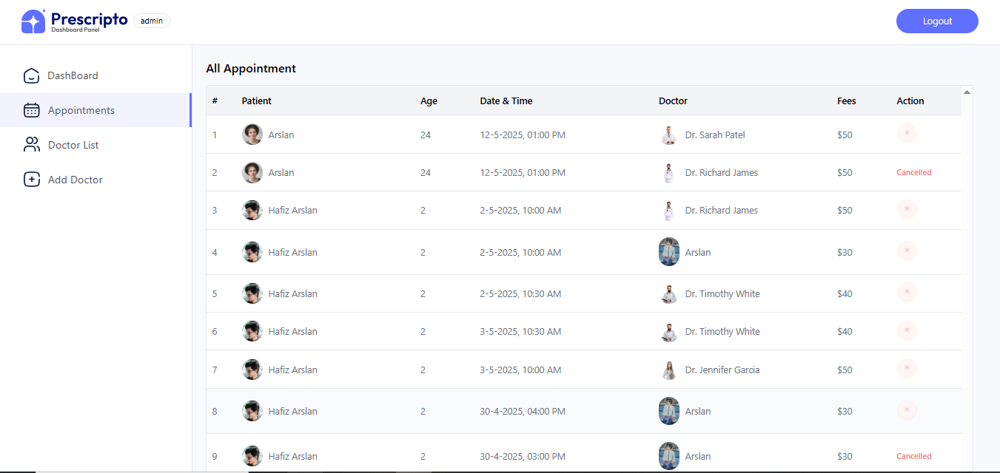 Prescripto
Dashboard Panel
admin
Logout
DashBoard
Appointments
Doctor List
Add Doctor
All Appointment
# Patient Age Date & Time Doctor Fees Action
1 Arslan 24 12-5-2025, 01:00 PM Dr. Sarah Patel $50 ×
2 Arslan 24 12-5-2025, 01:00 PM Dr. Richard James $50 Cancelled
3 Hafiz Arslan 2 2-5-2025, 10:00 AM Dr. Richard James $50 ×
4 Hafiz Arslan 2 2-5-2025, 10:00 AM Arslan $30 ×
5 Hafiz Arslan 2 2-5-2025, 10:30 AM Dr. Timothy White $40 ×
6 Hafiz Arslan 2 3-5-2025, 10:30 AM Dr. Timothy White $40 ×
7 Hafiz Arslan 2 3-5-2025, 10:00 AM Dr. Jennifer Garcia $50 ×
8 Hafiz Arslan 2 30-4-2025, 04:00 PM Arslan $30 ×
9 Hafiz Arslan 2 30-4-2025, 03:00 PM Arslan $30 Cancelled